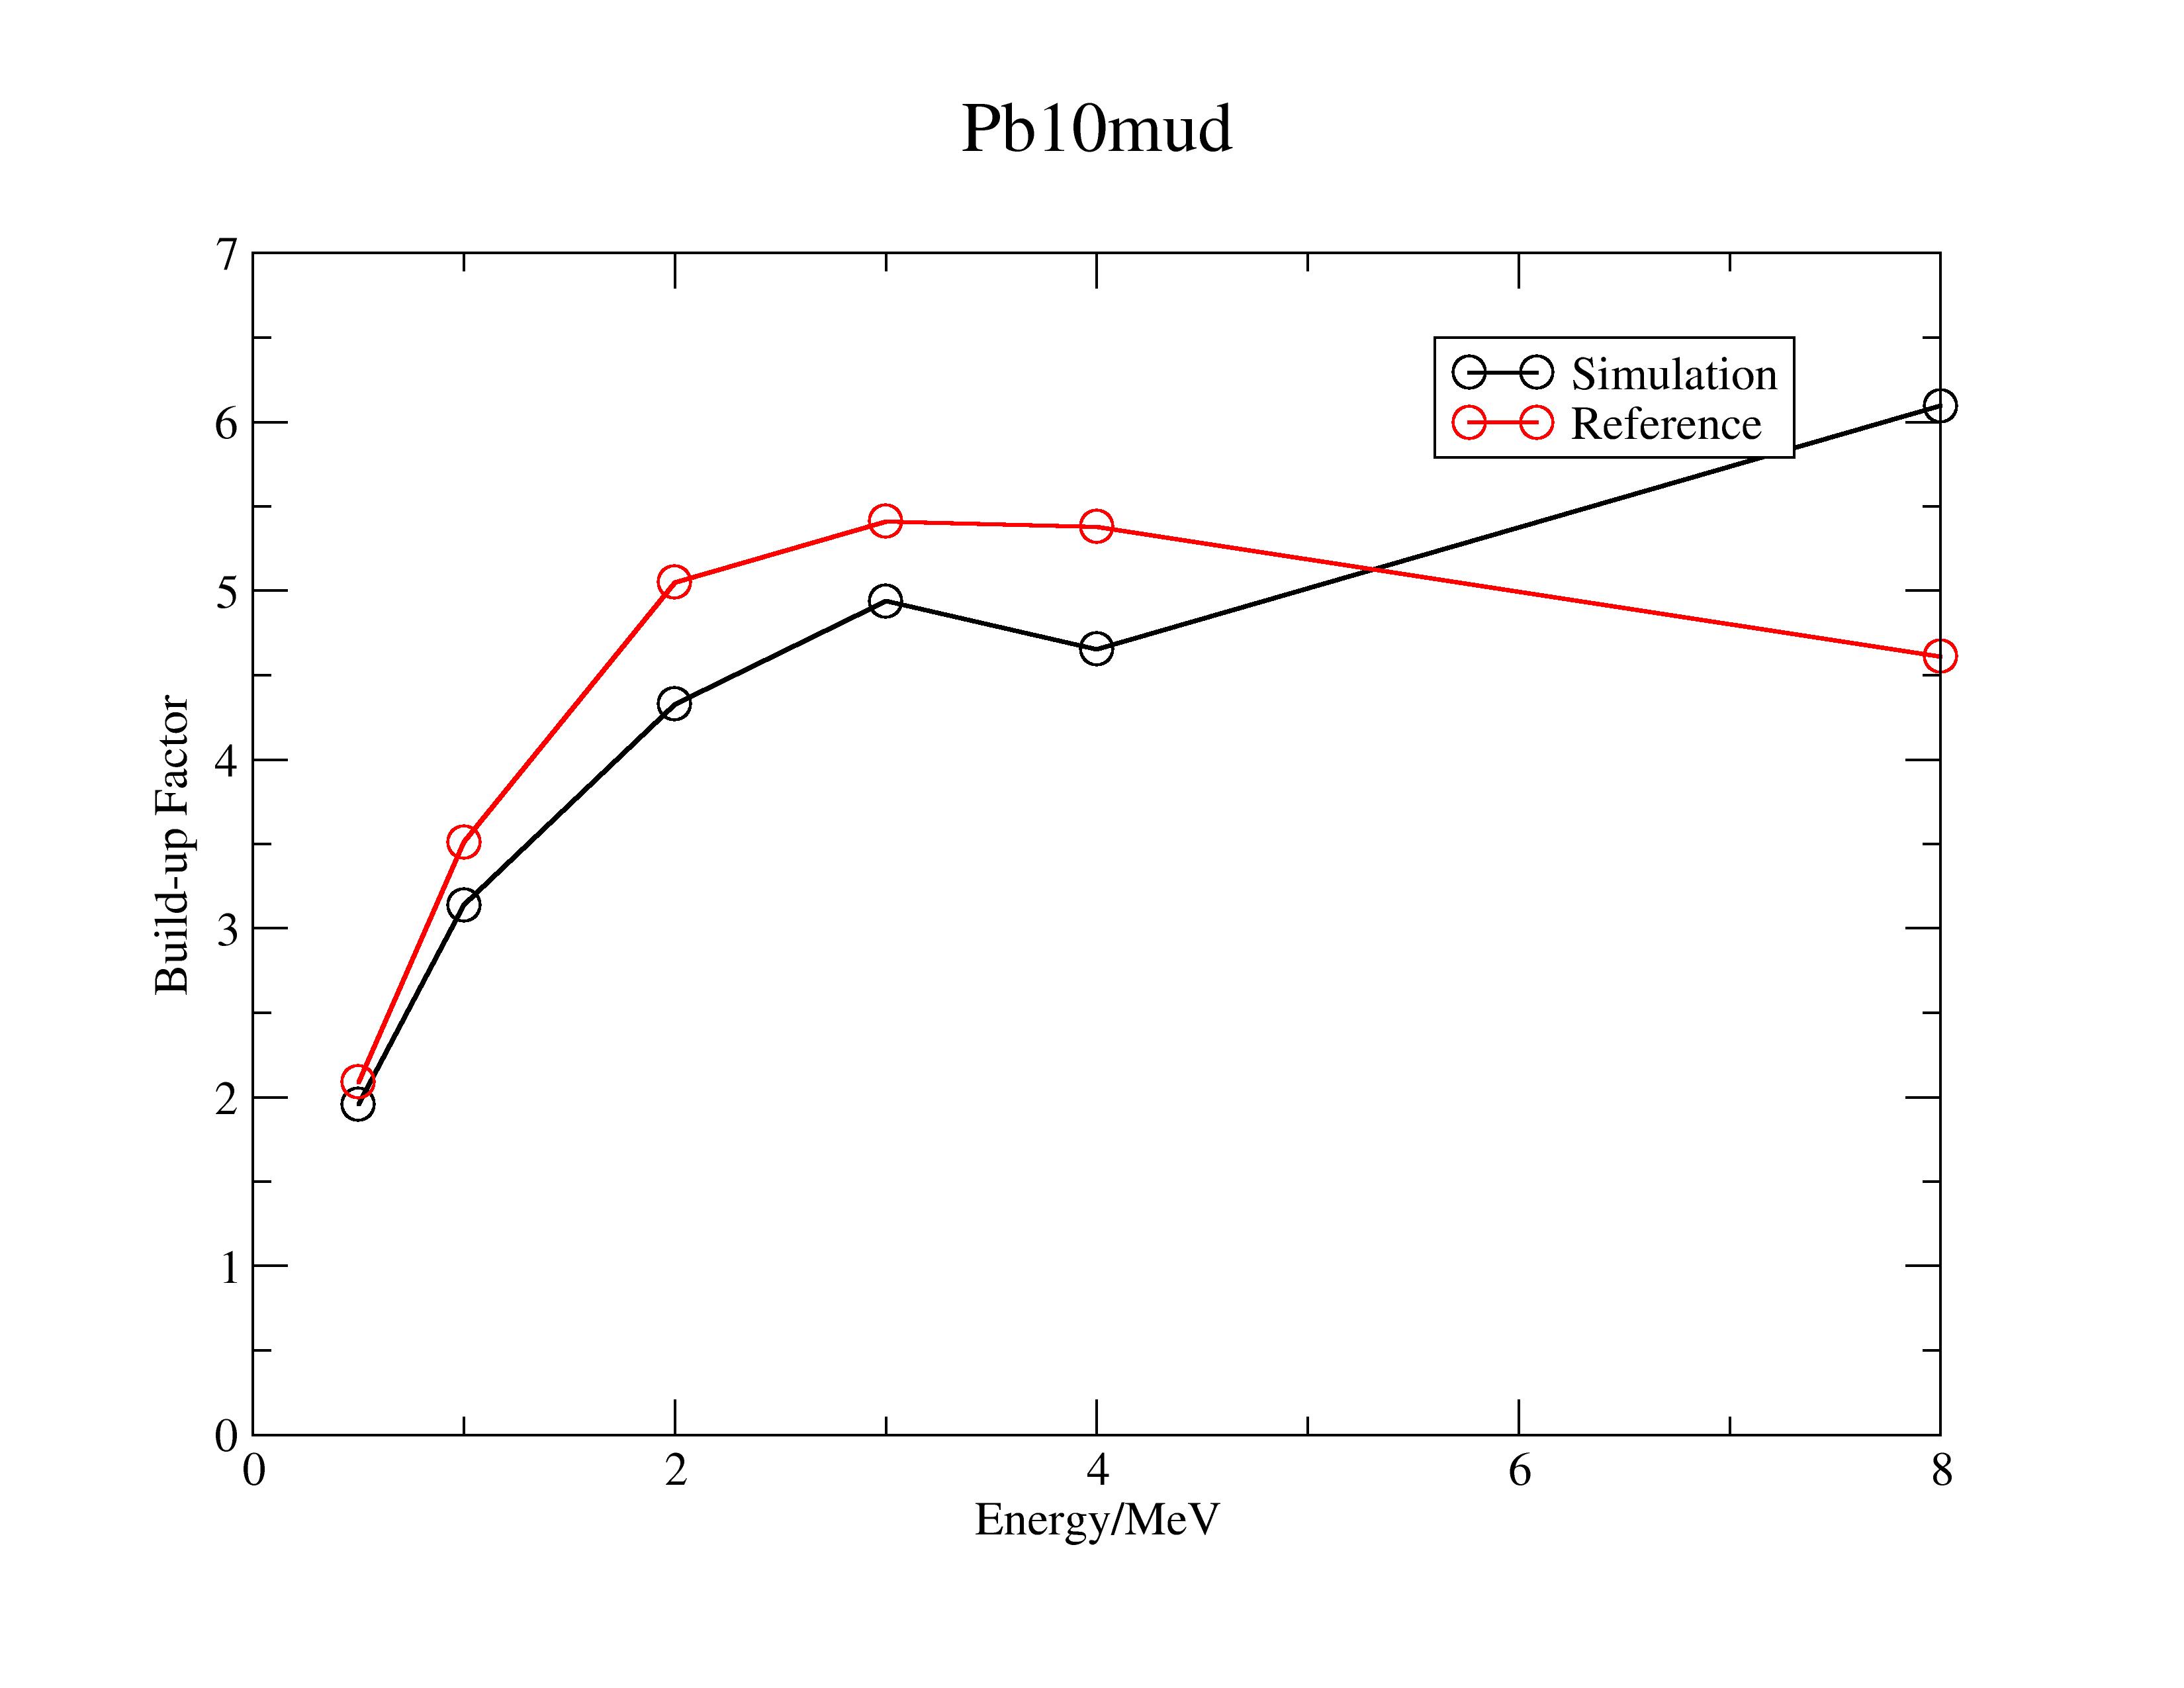 Pb10mud
7
6
5
4
3
2
1
0
Build-up Factor
Simulation
Reference
0 2 4 6 8
Energy/MeV